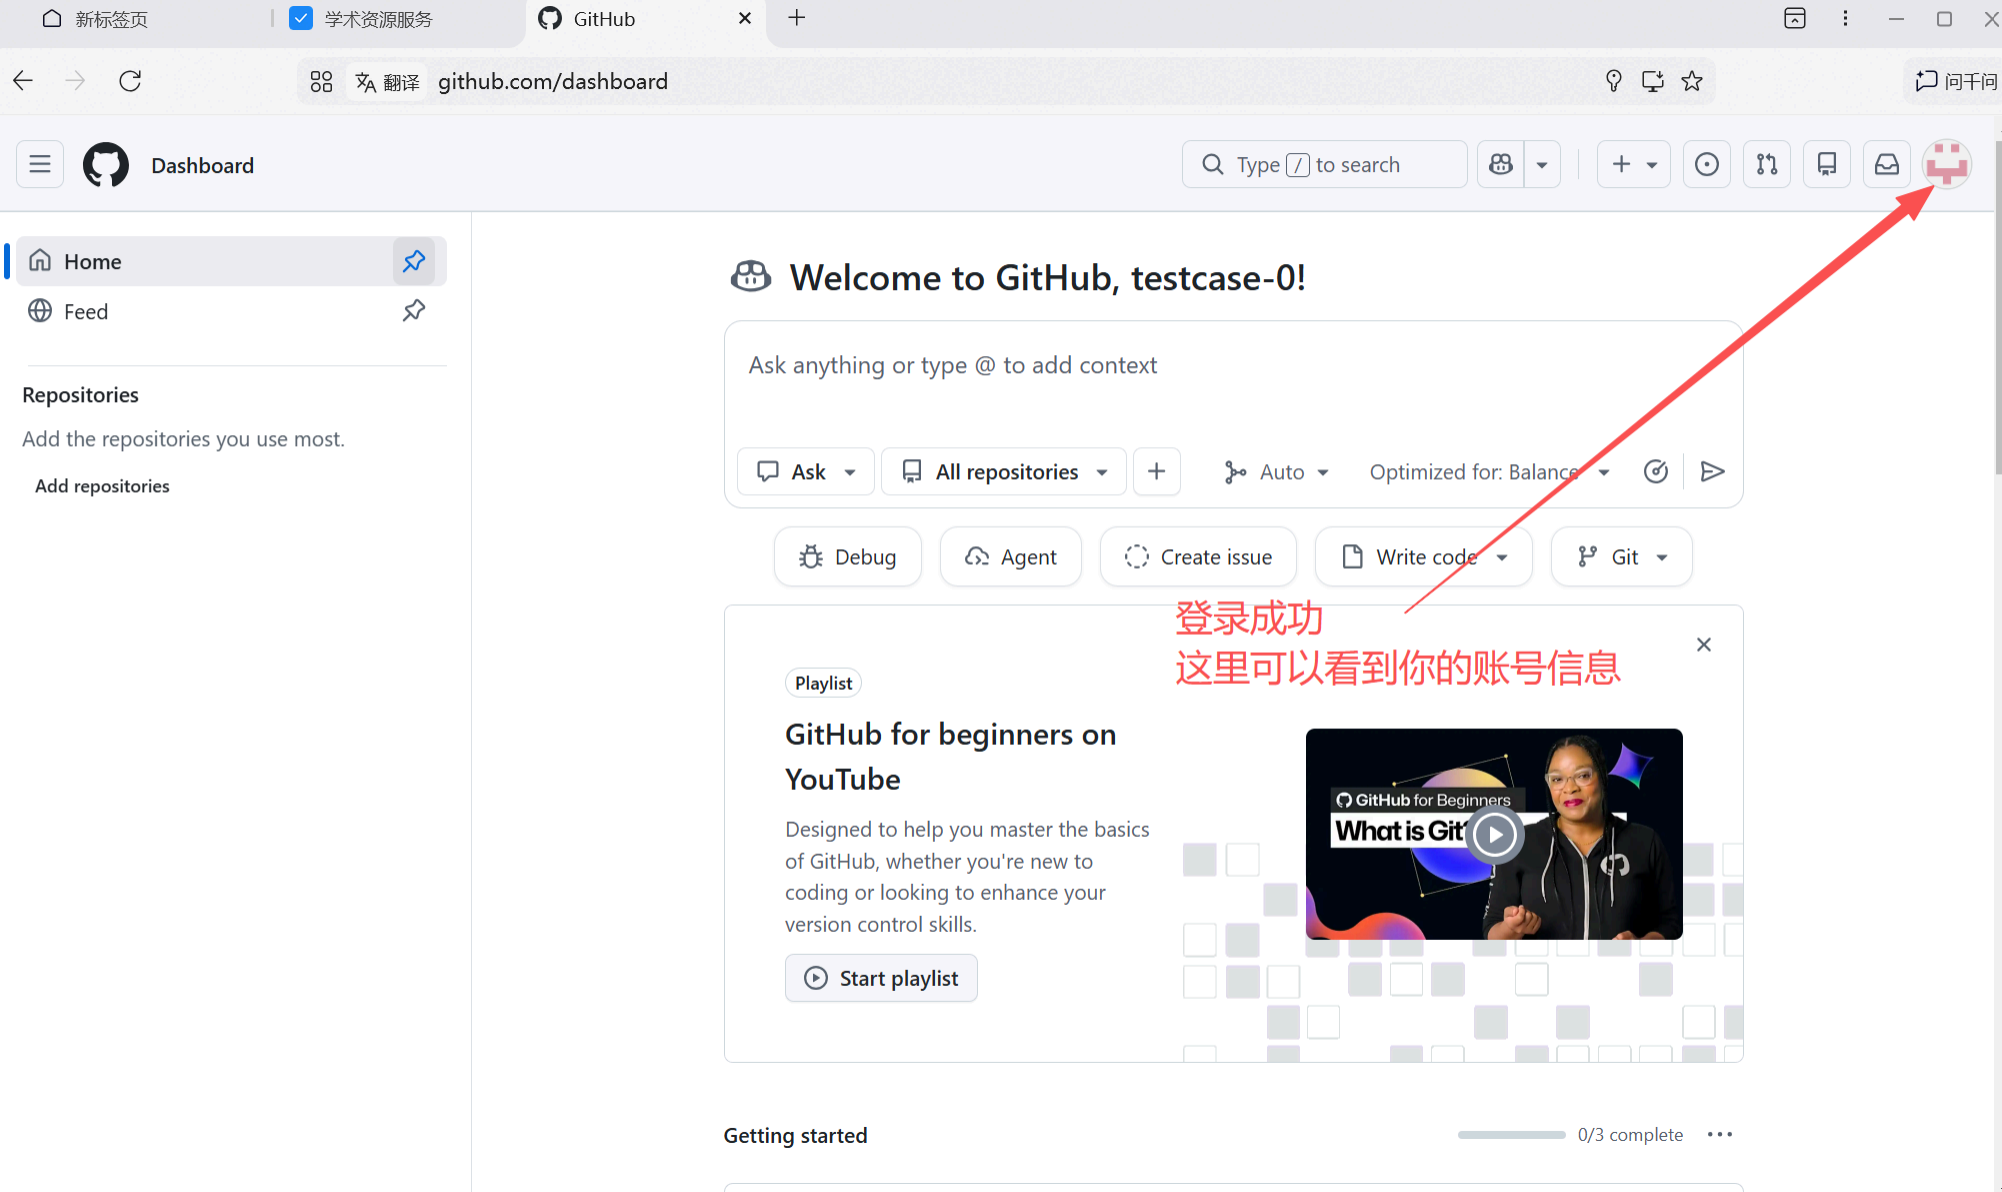 新标签页
学术资源服务
GitHub
翻译
github.com/dashboard
问千问
Dashboard
Type / to search
Home
Feed
Repositories
Add the repositories you use most.
Add repositories
Welcome to GitHub, testcase-0!
Ask anything or type @ to add context
Ask
All repositories
Auto
Optimized for: Balance
Debug
Agent
Create issue
Write code
Git
登录成功
这里可以看到你的账号信息
Playlist
GitHub for beginners on
YouTube
Designed to help you master the basics
of GitHub, whether you're new to
coding or looking to enhance your
version control skills.
Start playlist
GitHub for Beginners
What is Git?
Getting started
0/3 complete